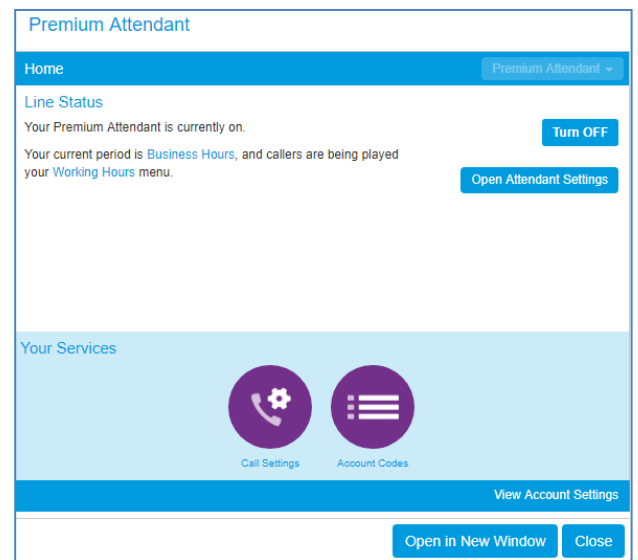 Premium Attendant
Home
Premium Attendant
Line Status
Your Premium Attendant is currently on.
Turn OFF
Your current period is Business Hours, and callers are being played
your Working Hours menu.
Open Attendant Settings
Your Services
Call Settings
Account Codes
View Account Settings
Open in New Window
Close